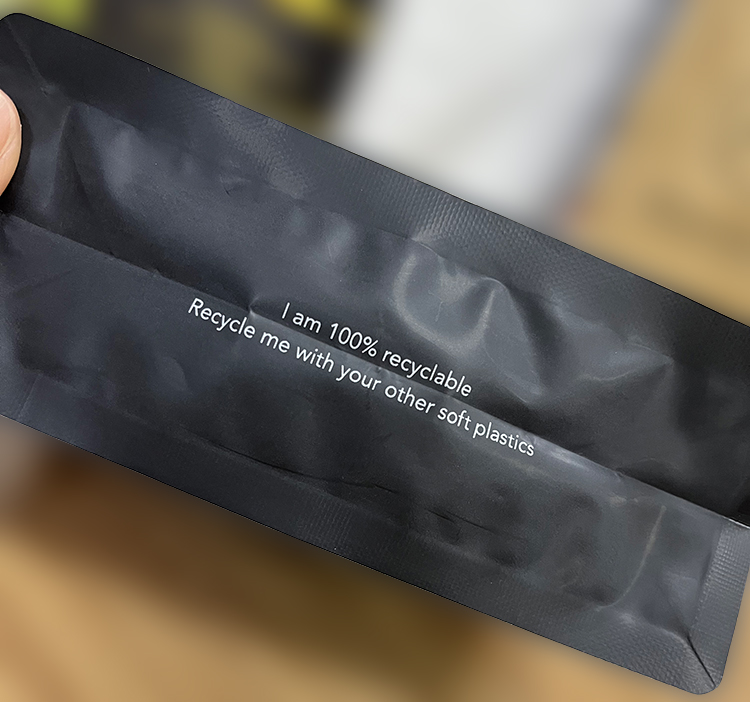 I am 100% recyclable
Recycle me with your other soft plastics